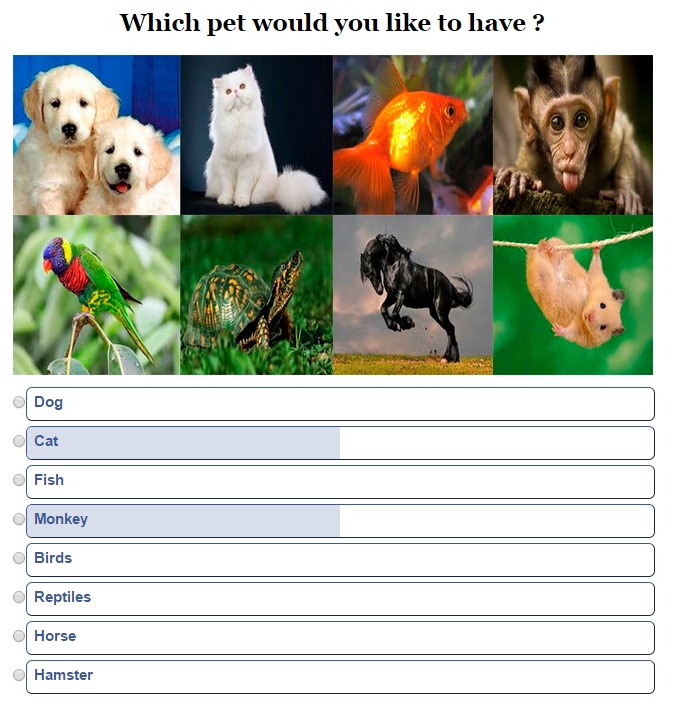 Which pet would you like to have ?
Dog
Cat
Fish
Monkey
Birds
Reptiles
Horse
Hamster